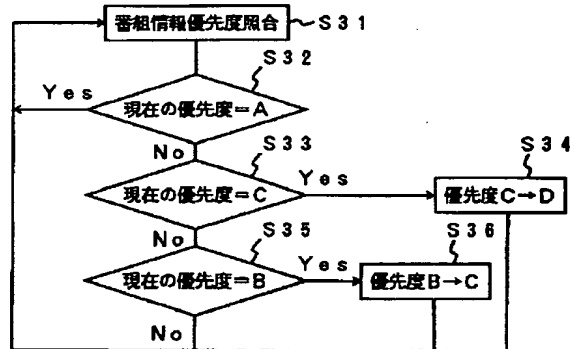 番組情報優先度照合
S31
S32
Yes
現在の優先度=A
No
S33
Yes
現在の優先度=C
S34
優先度C→D
No
S35
Yes
現在の優先度=B
S36
優先度B→C
No